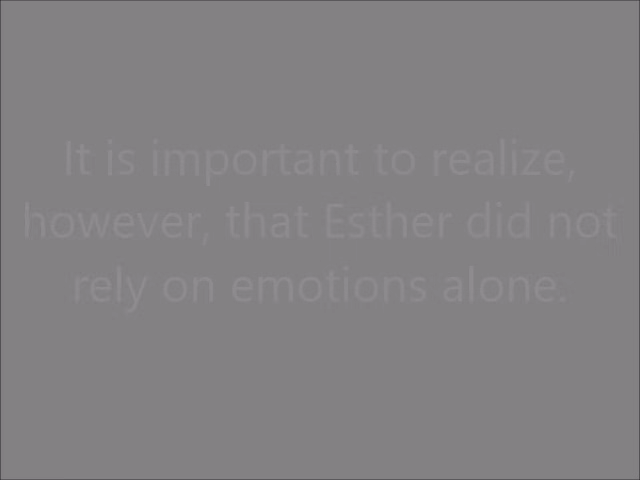 It is important to realize,
however, that Esther did not
rely on emotions alone.